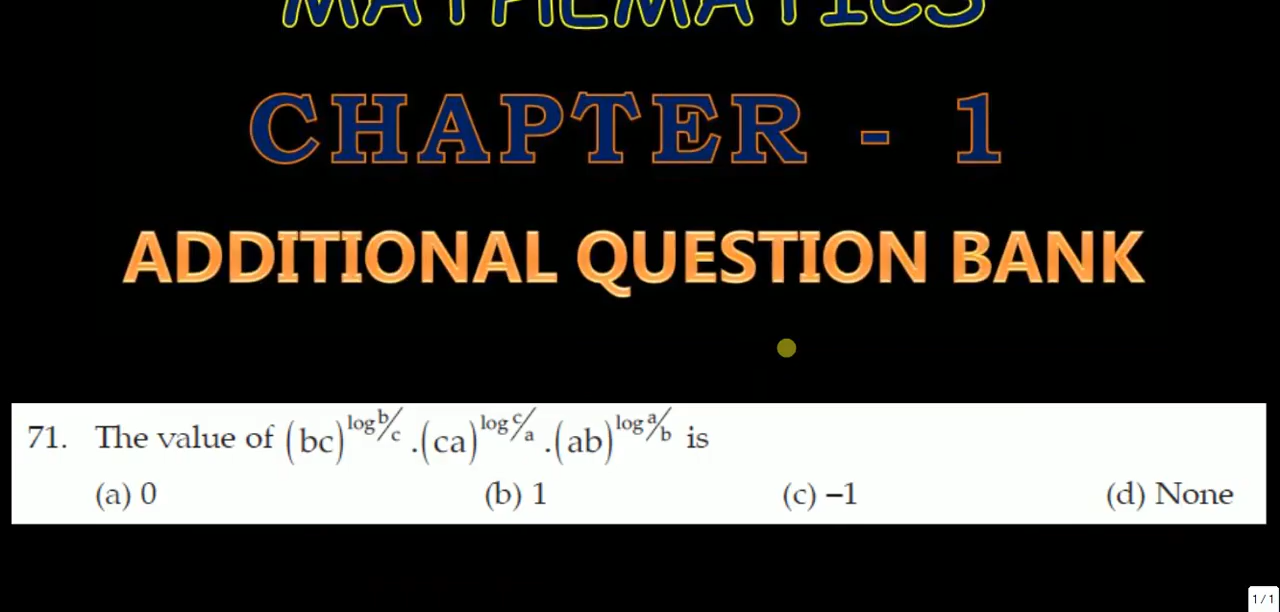 MATHEMATICS
CHAPTER - 1
ADDITIONAL QUESTION BANK
71. The value of (bc)^{log b/c} .(ca)^{log c/a} .(ab)^{log a/b} is
(a) 0 (b) 1 (c) –1 (d) None
1/1